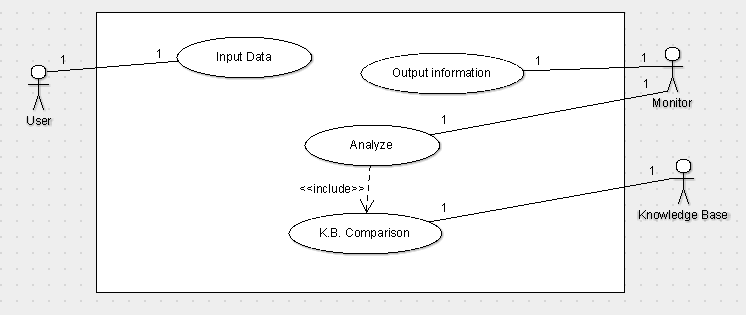 1
1
Input Data
User
Output information
1
1
Monitor
1
1
Analyze
<<include>>
K.B. Comparison
1
1
Knowledge Base